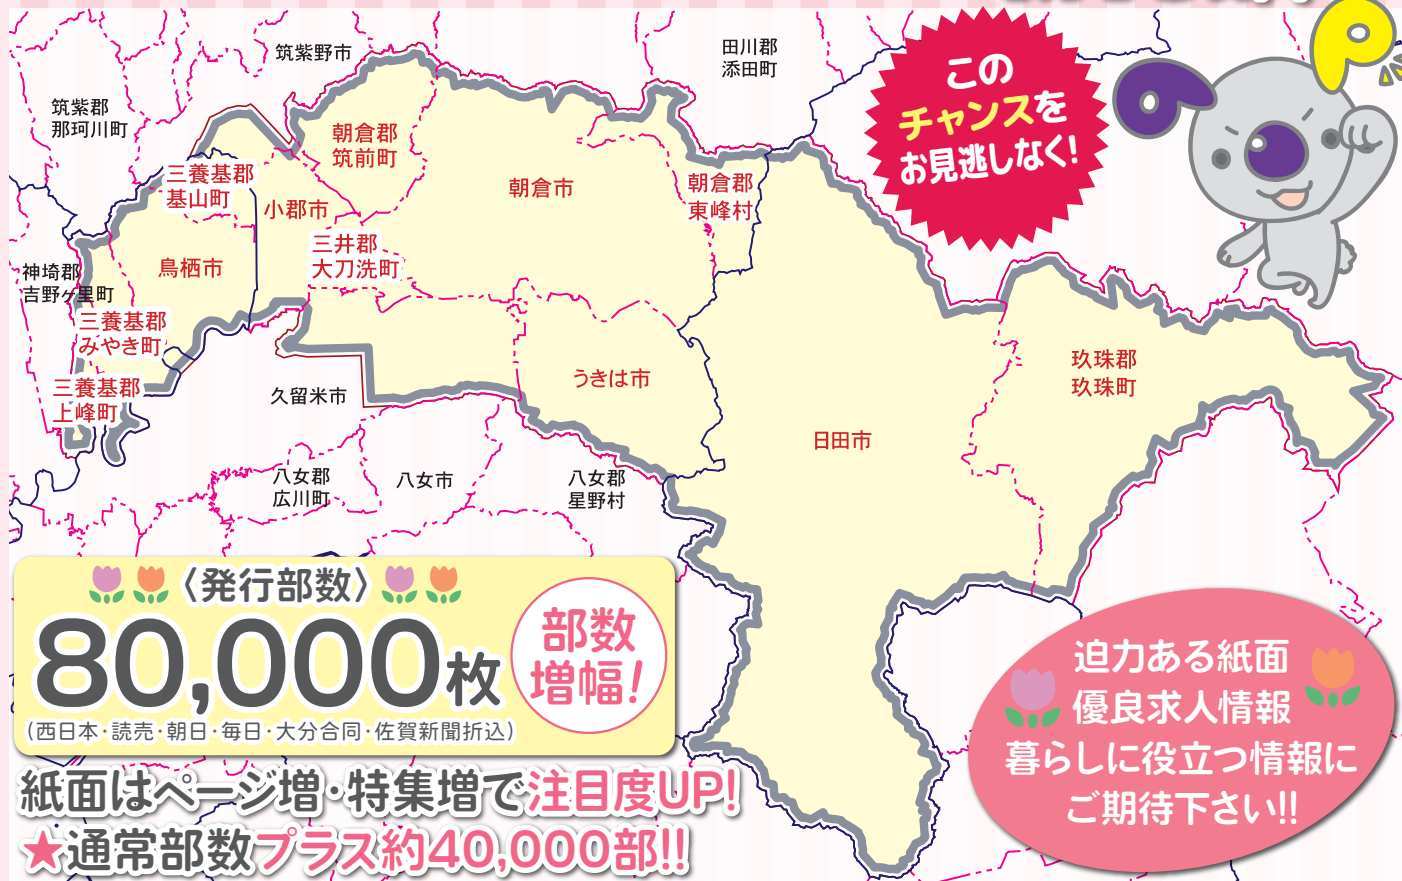 筑紫野市
田川郡
添田町
筑紫郡
那珂川町
この
チャンスを
お見逃しなく!
朝倉郡
筑前町
三養基郡
基山町
朝倉市
朝倉郡
東峰村
小郡市
三井郡
大刀洗町
鳥栖市
神埼郡
吉野ヶ里町
三養基郡
みやき町
三養基郡
上峰町
久留米市
うきは市
玖珠郡
玖珠町
日田市
八女郡
広川町
八女市
八女郡
星野村
〈発行部数〉
80,000枚
(西日本・読売・朝日・毎日・大分合同・佐賀新聞折込)
部数
増幅!
紙面はページ増・特集増で注目度UP!
★通常部数プラス約40,000部!!
迫力ある紙面
優良求人情報
暮らしに役立つ情報に
ご期待下さい!!